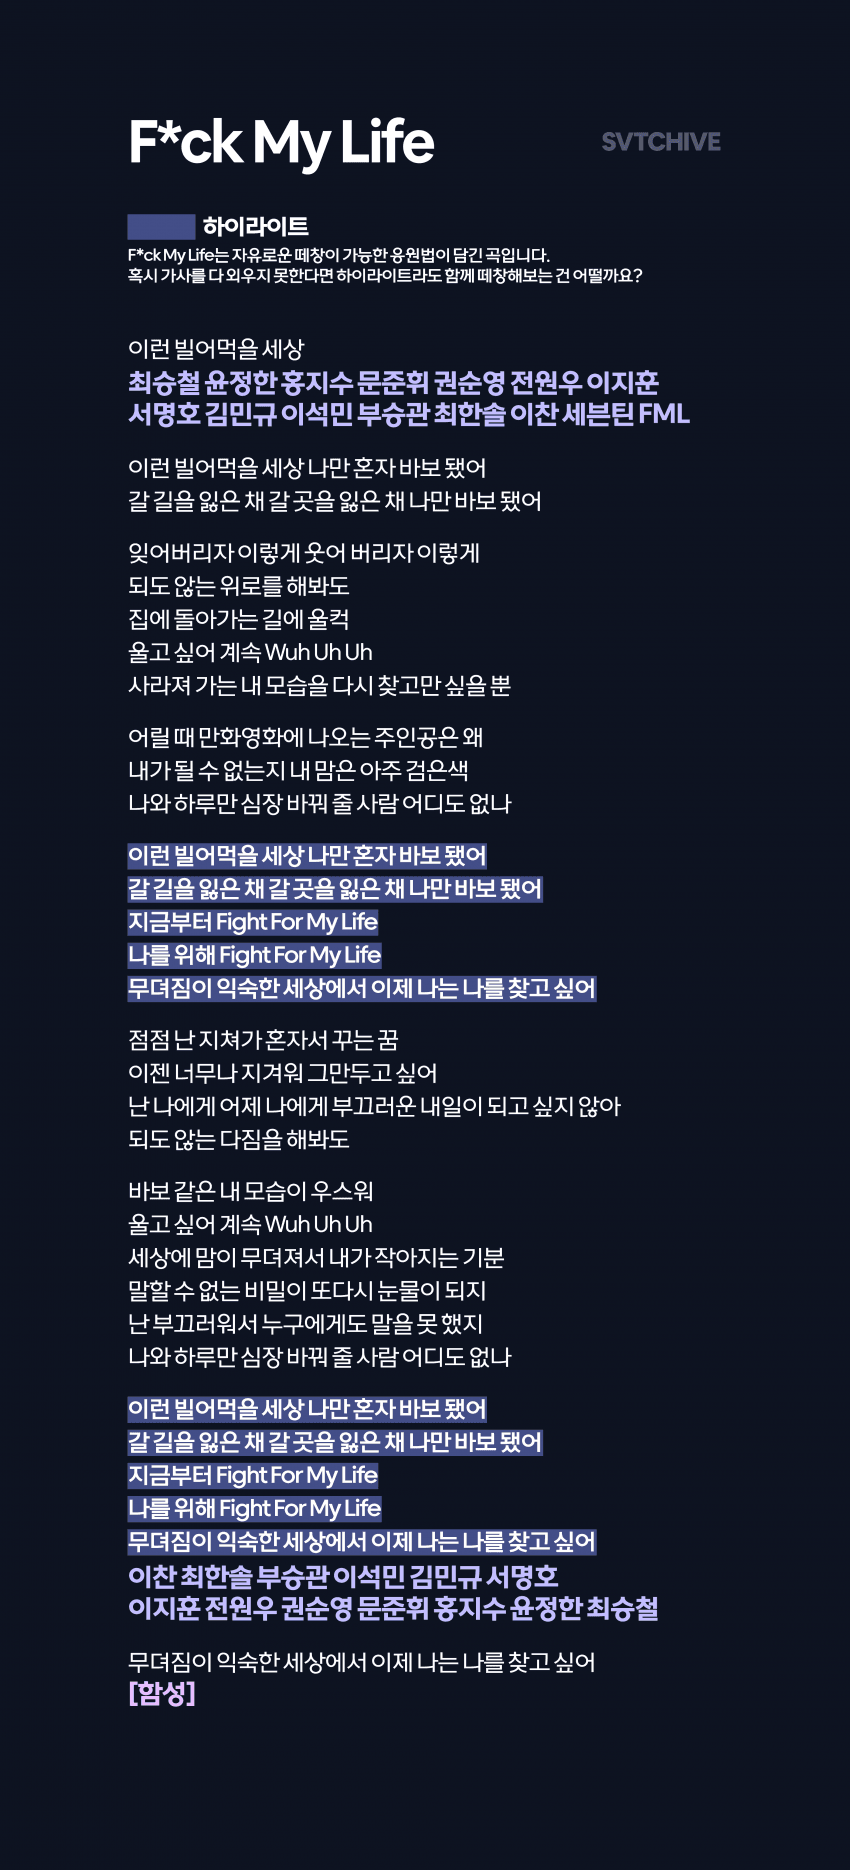 F*ck My Life
SVTCHIVE
하이라이트
F*ck My Life는 자유로운 떼창이 가능한 응원법이 담긴 곡입니다.
혹시 가사를 다 외우지 못한다면 하이라이트라도 함께 떼창해보는 건 어떨까요?
이런 빌어먹을 세상
최승철 윤정한 홍지수 문준휘 권순영 전원우 이지훈
서명호 김민규 이석민 부승관 최한솔 이찬 세븐틴 FML
이런 빌어먹을 세상 나만 혼자 바보 됐어
갈 길을 잃은 채 갈 곳을 잃은 채 나만 바보 됐어
잊어버리자 이렇게 웃어 버리자 이렇게
되도 않는 위로를 해봐도
집에 돌아가는 길에 울컥
울고 싶어 계속 Wuh Uh Uh
사라져 가는 내 모습을 다시 찾고만 싶을 뿐
어릴 때 만화영화에 나오는 주인공은 왜
내가 될 수 없는지 내 맘은 아주 검은색
나와 하루만 심장 바꿔 줄 사람 어디도 없나
이런 빌어먹을 세상 나만 혼자 바보 됐어
갈 길을 잃은 채 갈 곳을 잃은 채 나만 바보 됐어
지금부터 Fight For My Life
나를 위해 Fight For My Life
무뎌짐이 익숙한 세상에서 이제 나는 나를 찾고 싶어
점점 난 지쳐가 혼자서 꾸는 꿈
이젠 너무나 지겨워 그만두고 싶어
난 나에게 어제 나에게 부끄러운 내일이 되고 싶지 않아
되도 않는 다짐을 해봐도
바보 같은 내 모습이 우스워
울고 싶어 계속 Wuh Uh Uh
세상에 맘이 무뎌져서 내가 작아지는 기분
말할 수 없는 비밀이 또다시 눈물이 되지
난 부끄러워서 누구에게도 말을 못 했지
나와 하루만 심장 바꿔 줄 사람 어디도 없나
이런 빌어먹을 세상 나만 혼자 바보 됐어
갈 길을 잃은 채 갈 곳을 잃은 채 나만 바보 됐어
지금부터 Fight For My Life
나를 위해 Fight For My Life
무뎌짐이 익숙한 세상에서 이제 나는 나를 찾고 싶어
이찬 최한솔 부승관 이석민 김민규 서명호
이지훈 전원우 권순영 문준휘 홍지수 윤정한 최승철
무뎌짐이 익숙한 세상에서 이제 나는 나를 찾고 싶어
[함성]